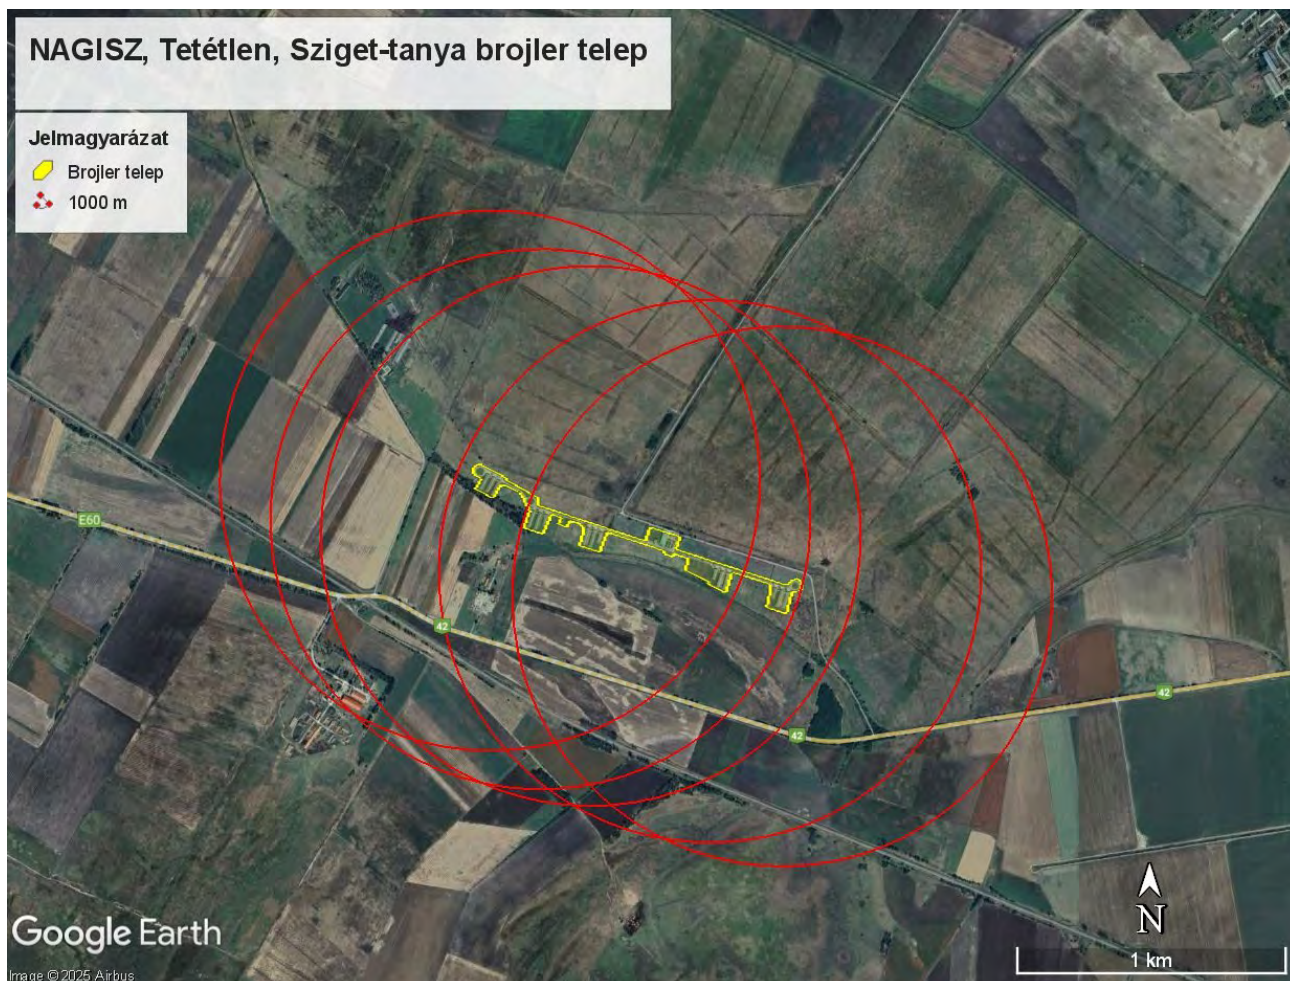 NAGISZ, Tetétlen, Sziget-tanya brojler telep
Jelmagyarázat
Brojler telep
1000 m
E60
42
42
42
N
1 km
Google Earth
Image © 2025 Airbus